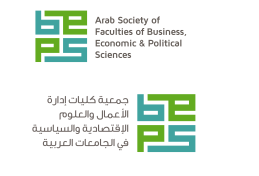 Arab Society of
Faculties of Business,
Economic & Political
Sciences
جمعية كليات إدارة
الأعمال والعلوم
الإقتصادية والسياسية
في الجامعات العربية